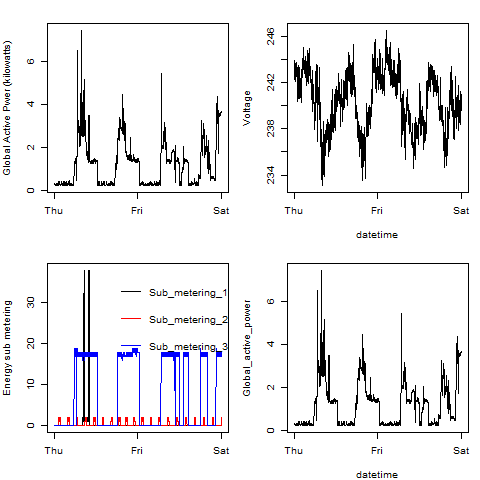 Global Active Pwer (kilowatts)
6
4
2
0
Thu Fri Sat
Voltage
246
242
238
234
Thu Fri Sat
datetime
Energy sub metering
30
20
10
0
Sub_metering_1
Sub_metering_2
Sub_metering_3
Thu Fri Sat
Global_active_power
6
4
2
0
Thu Fri Sat
datetime